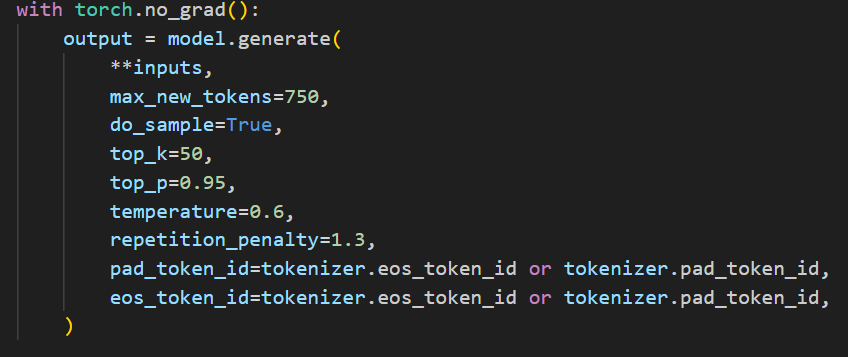 with torch.no_grad():
    output = model.generate(
        **inputs,
        max_new_tokens=750,
        do_sample=True,
        top_k=50,
        top_p=0.95,
        temperature=0.6,
        repetition_penalty=1.3,
        pad_token_id=tokenizer.eos_token_id or tokenizer.pad_token_id,
        eos_token_id=tokenizer.eos_token_id or tokenizer.pad_token_id,
    )